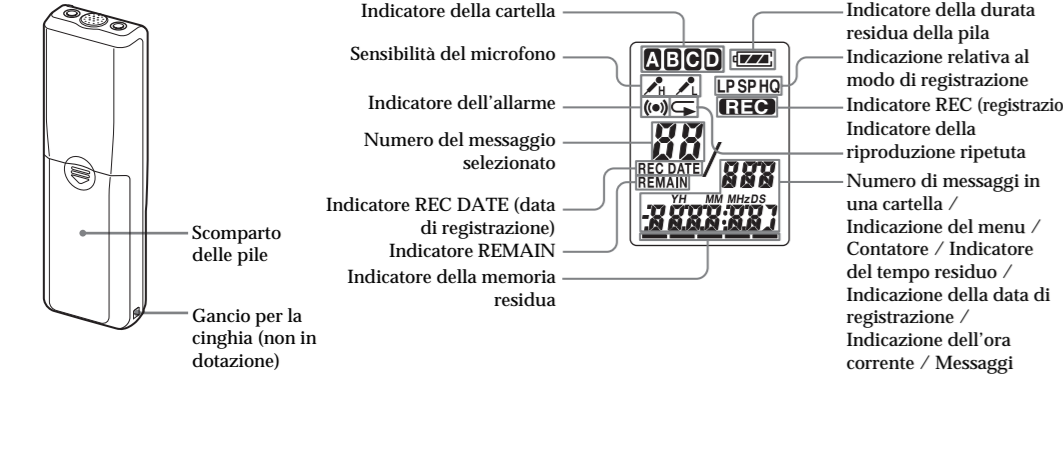 Scomparto
delle pile
Gancio per la
cinghia (non in
dotazione)
Indicatore della cartella
Sensibilità del microfono
Indicatore dell'allarme
Numero del messaggio
selezionato
Indicatore REC DATE (data
di registrazione)
Indicatore REMAIN
Indicatore della memoria
residua
A B C D
H L LP SP HQ
REC
88
REC DATE
REMAIN
888
YH MM MHz DS
Indicatore della durata
residua della pila
Indicazione relativa al
modo di registrazione
Indicatore REC (registrazio
Indicatore della
riproduzione ripetuta
Numero di messaggi in
una cartella /
Indicazione del menu /
Contatore / Indicatore
del tempo residuo /
Indicazione della data di
registrazione /
Indicazione dell'ora
corrente / Messaggi